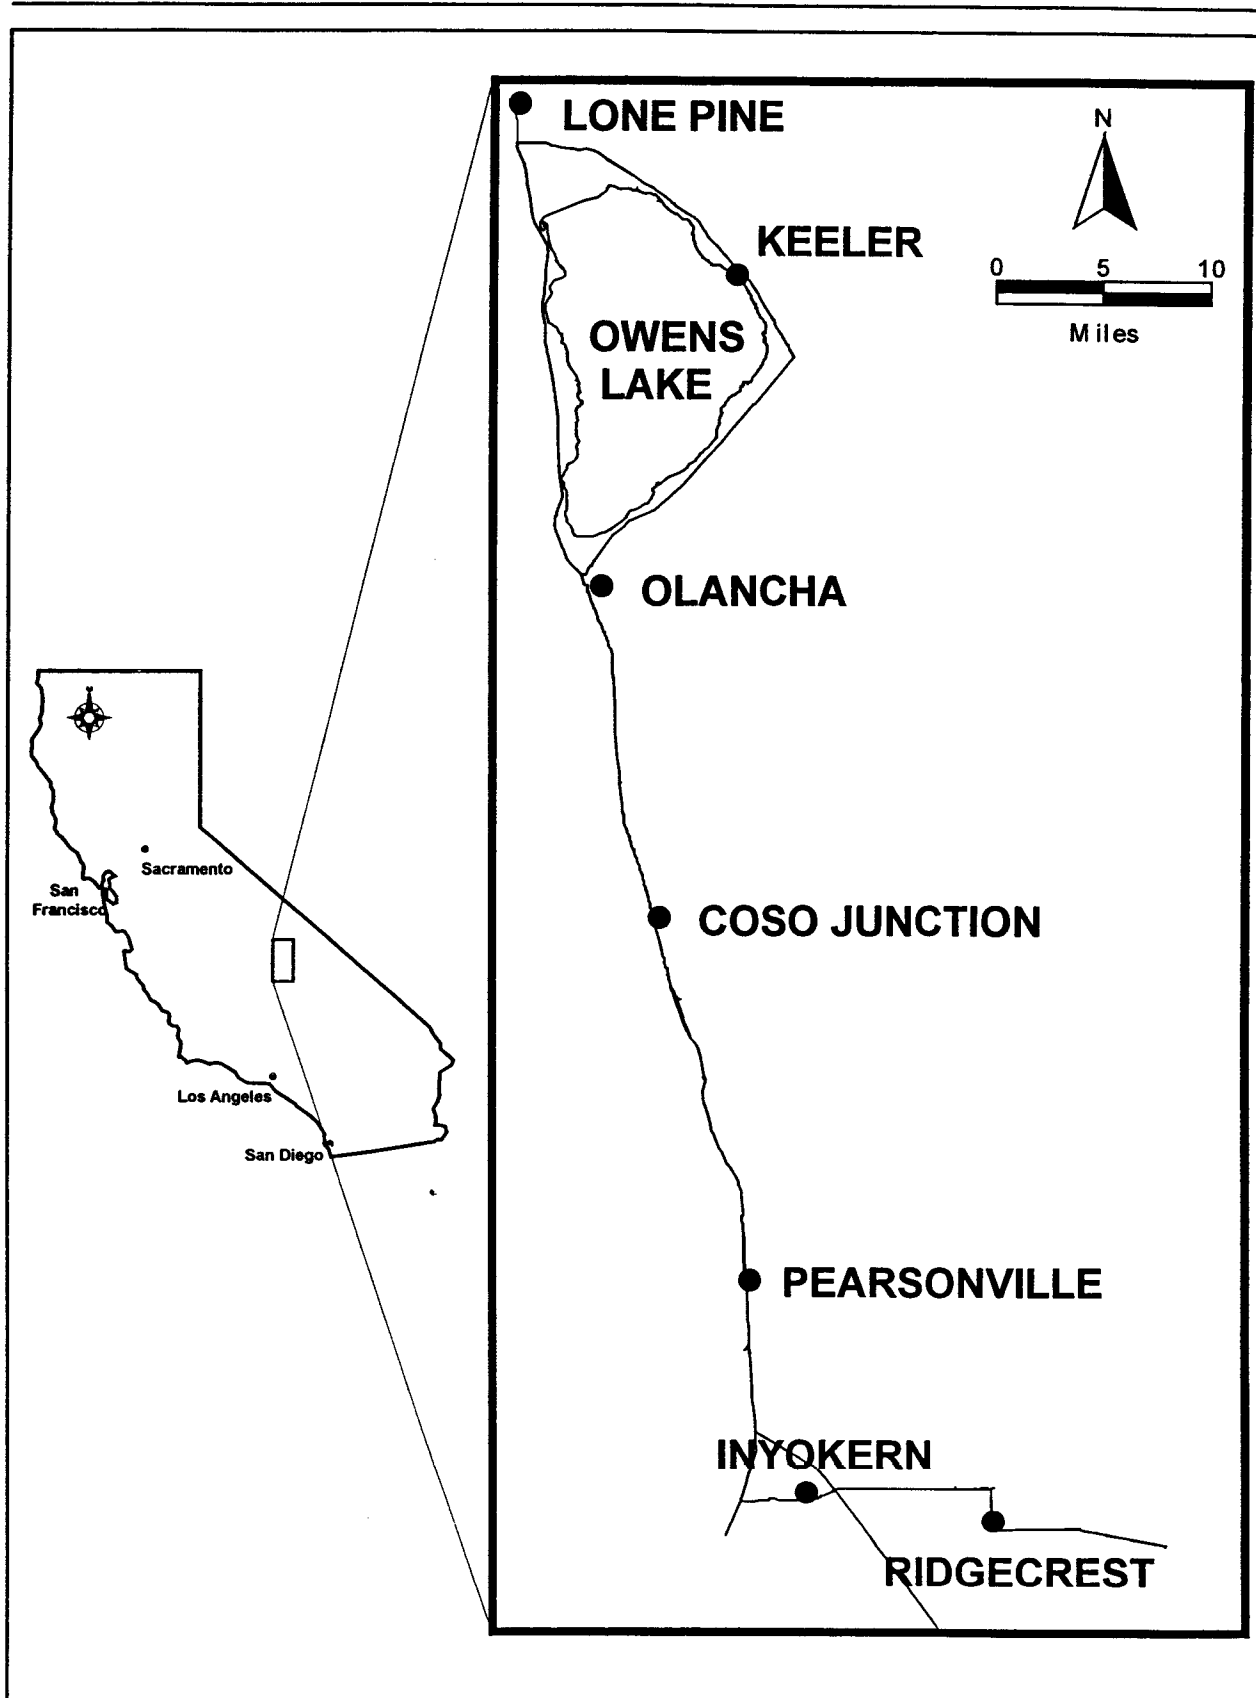 LONE PINE
N
KEELER
0 5 10
Miles
OWENS
LAKE
OLANCHA
Sacramento
San
Francisco
COSO JUNCTION
Los Angeles
San Diego
PEARSONVILLE
INYOKERN
RIDGECREST